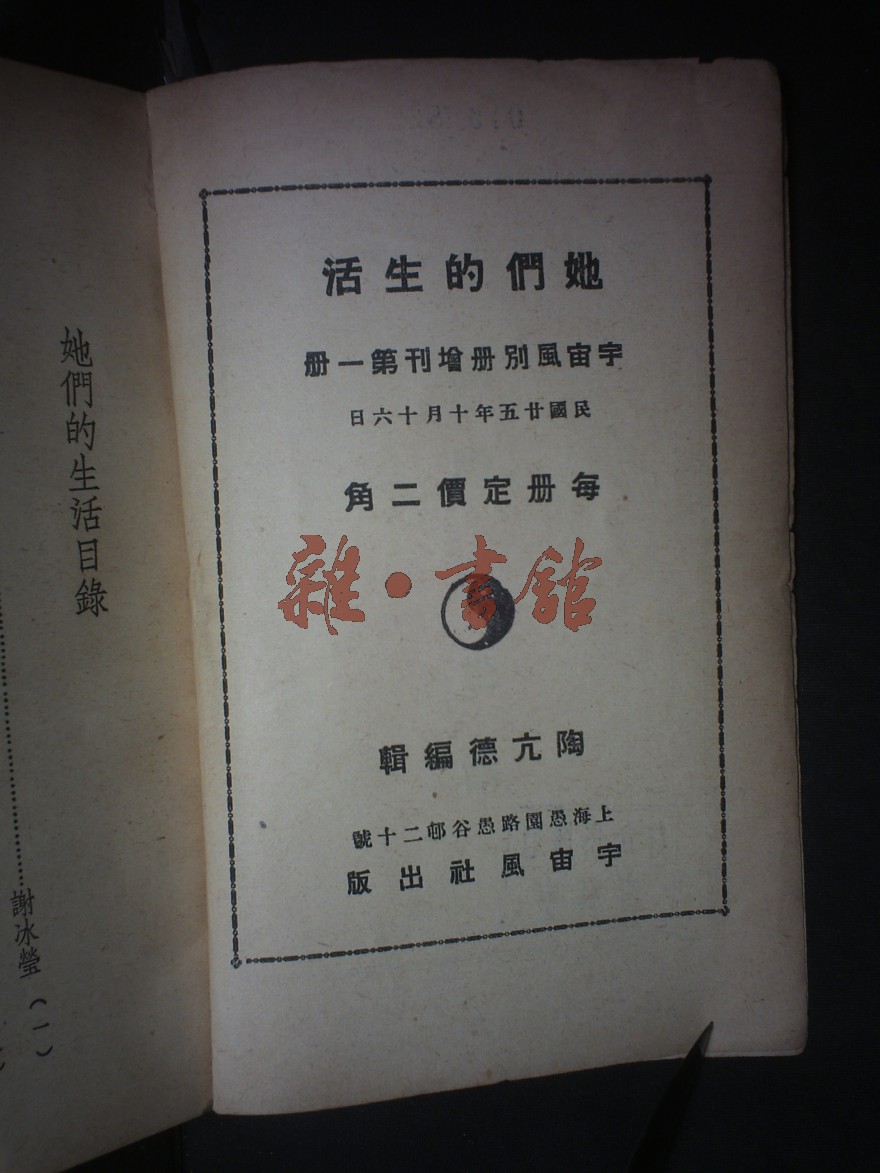 她們的生活
宇宙風別册增刊第一册
民國廿五年十月十六日
每册定價二角
雜•書館
陶亢德編輯
上海愚園路愚谷邨二十號
宇宙風社出版
她們的生活目錄
謝冰瑩（一）